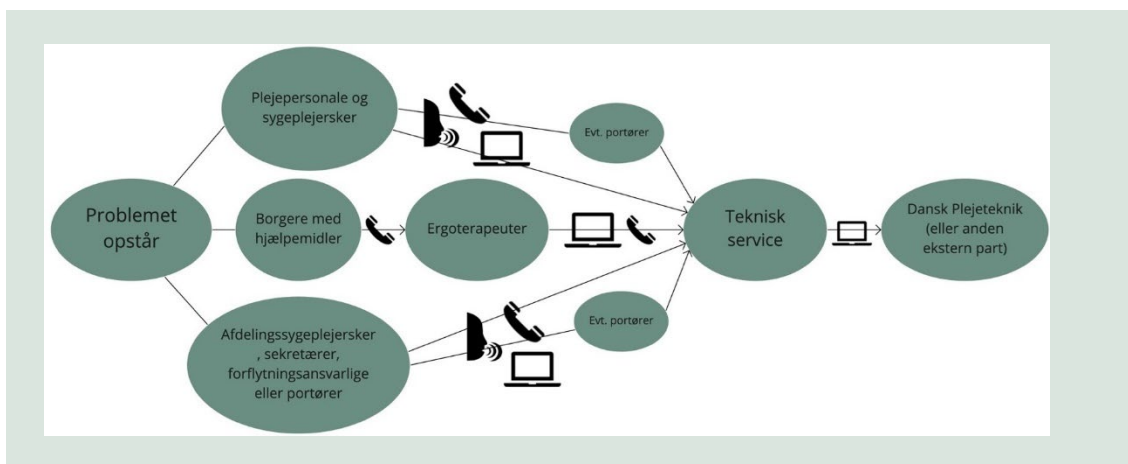 Plejepersonale og
sygeplejersker
Evt. portører
Problemet
opstår
Borgere med
hjælpemidler
Ergoterapeuter
Teknisk
service
Dansk Plejeteknik
(eller anden
ekstern part)
Afdelingssygeplejersker
, sekretærer,
forflytningsansvarlige
eller portører
Evt. portører